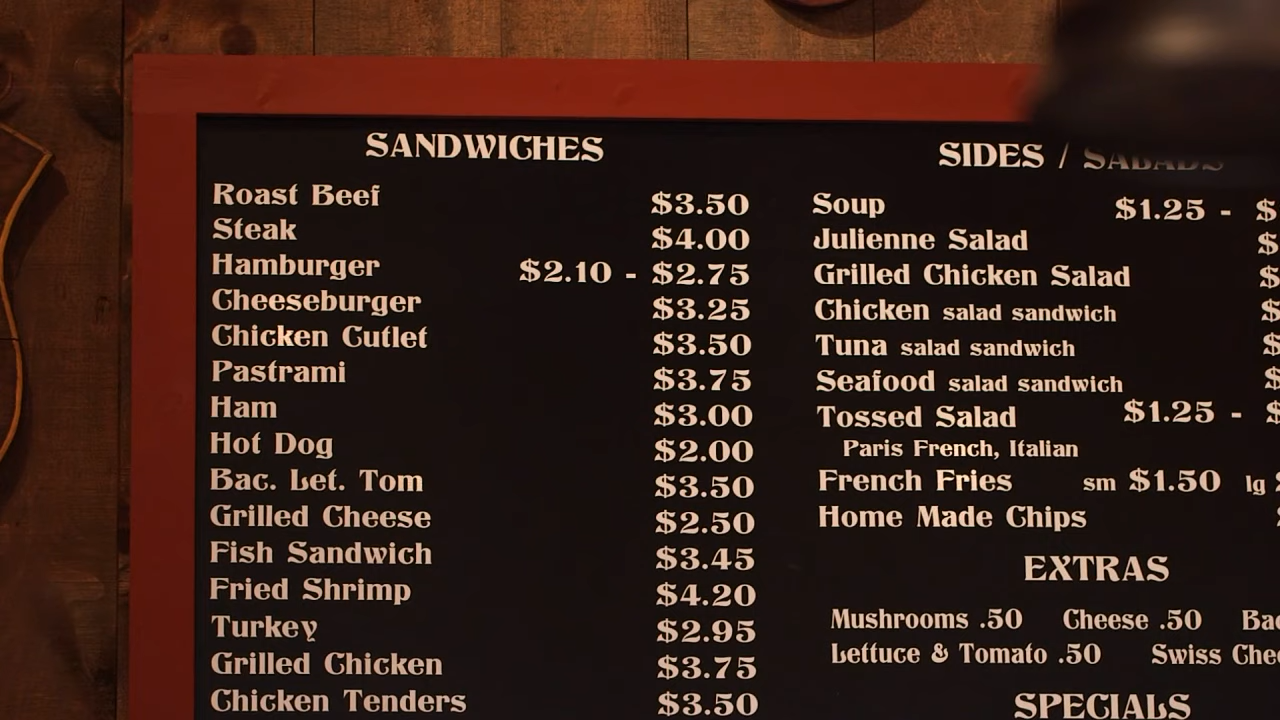 SANDWICHES
Roast Beef $3.50
Steak $4.00
Hamburger $2.10 - $2.75
Cheeseburger $3.25
Chicken Cutlet $3.50
Pastrami $3.75
Ham $3.00
Hot Dog $2.00
Bac. Let. Tom $3.50
Grilled Cheese $2.50
Fish Sandwich $3.45
Fried Shrimp $4.20
Turkey $2.95
Grilled Chicken $3.75
Chicken Tenders $3.50
SIDES / SALADS
Soup $1.25 - $
Julienne Salad $
Grilled Chicken Salad $
Chicken salad sandwich $
Tuna salad sandwich $
Seafood salad sandwich $
Tossed Salad $1.25 - $
Paris French, Italian
French Fries sm $1.50 lg
Home Made Chips
EXTRAS
Mushrooms .50 Cheese .50
Lettuce & Tomato .50 Swiss
SPECIALS